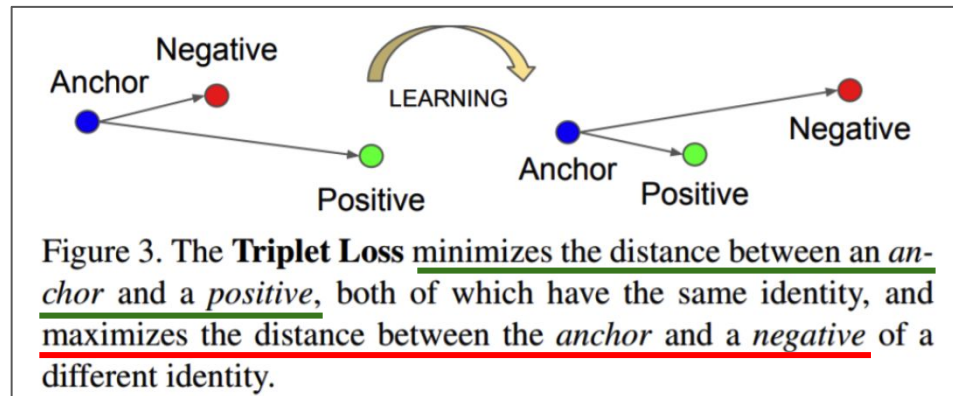 Negative
Anchor
LEARNING
Positive
Negative
Anchor
Positive
Figure 3. The Triplet Loss minimizes the distance between an an-
chor and a positive, both of which have the same identity, and
maximizes the distance between the anchor and a negative of a
different identity.